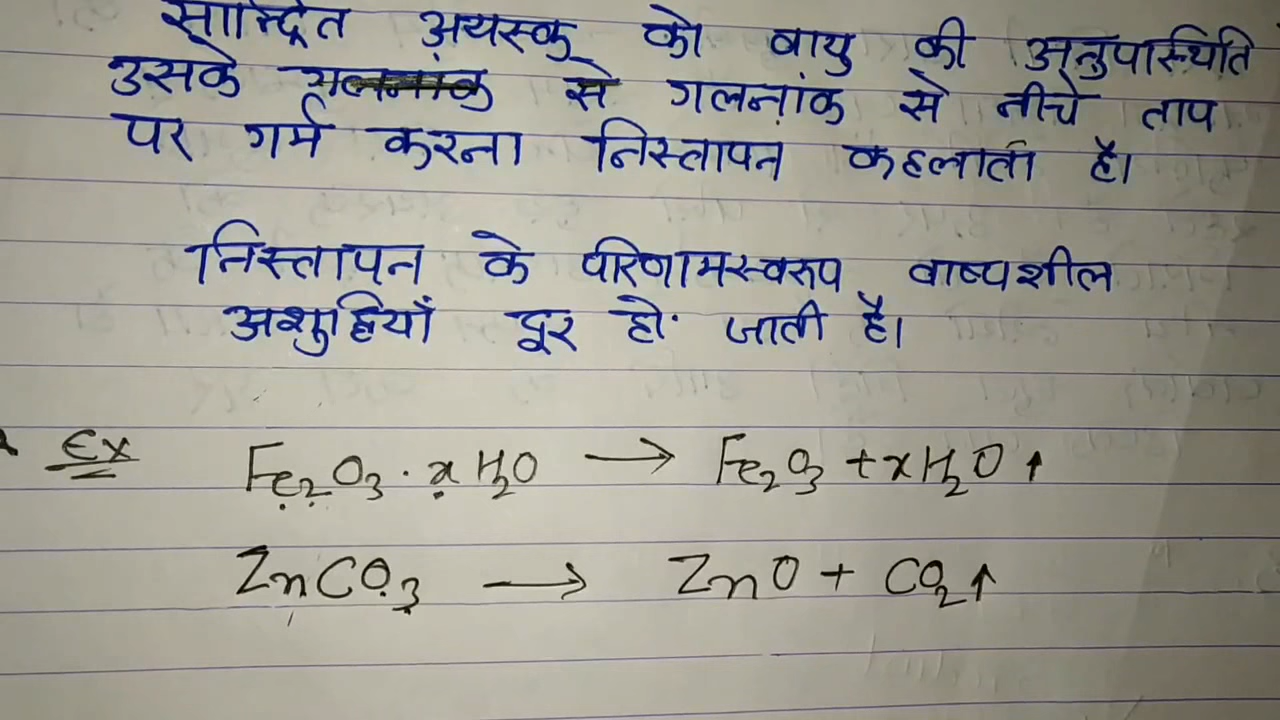 सान्द्रित अयस्क को वायु की अनुपास्थिति
उसके गलनांक से गलनांक से नीचे ताप
पर गर्म करना निस्तापन कहलाती है।
निस्तापन के परिणामस्वरुप वाष्पशील
अशुद्धियाँ दूर हो जाती है।
Ex Fe₂O₃ · xH₂O → Fe₂O₃ + xH₂O ↑
ZnCO₃ → ZnO + CO₂ ↑